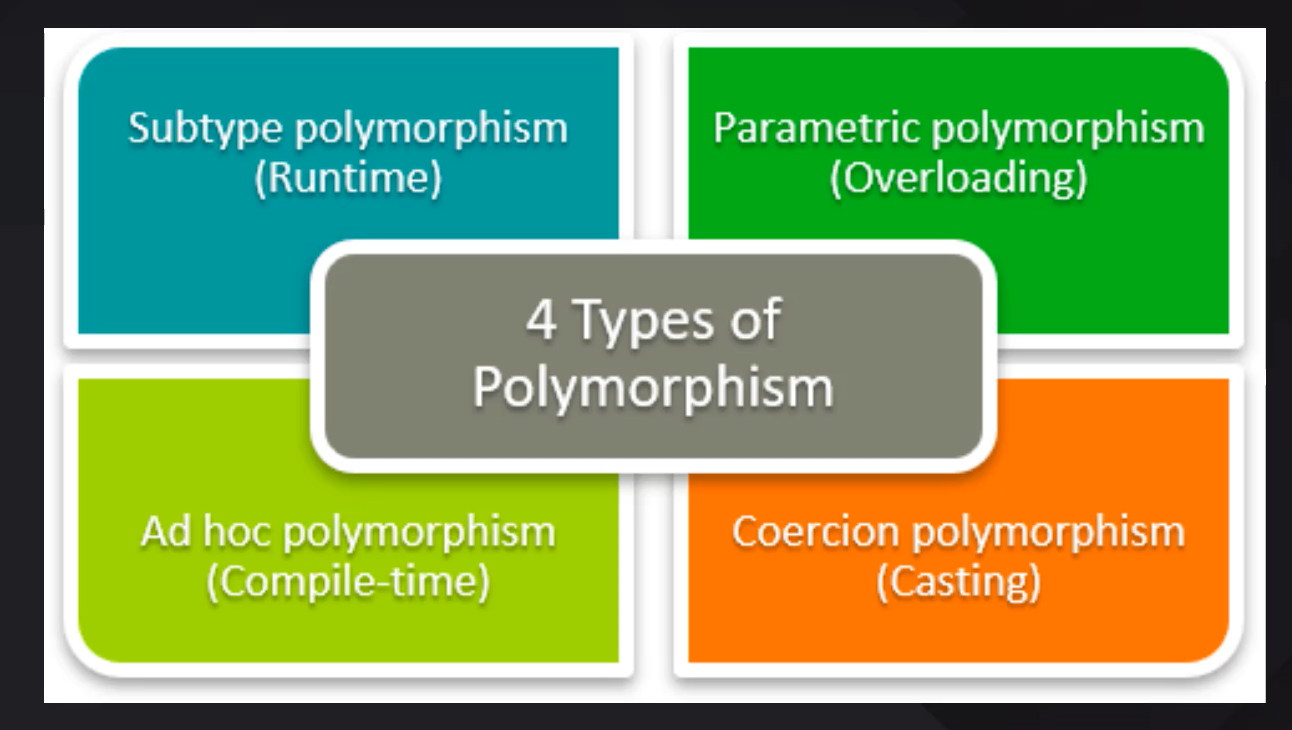 Subtype polymorphism
(Runtime)
Parametric polymorphism
(Overloading)
4 Types of
Polymorphism
Ad hoc polymorphism
(Compile-time)
Coercion polymorphism
(Casting)